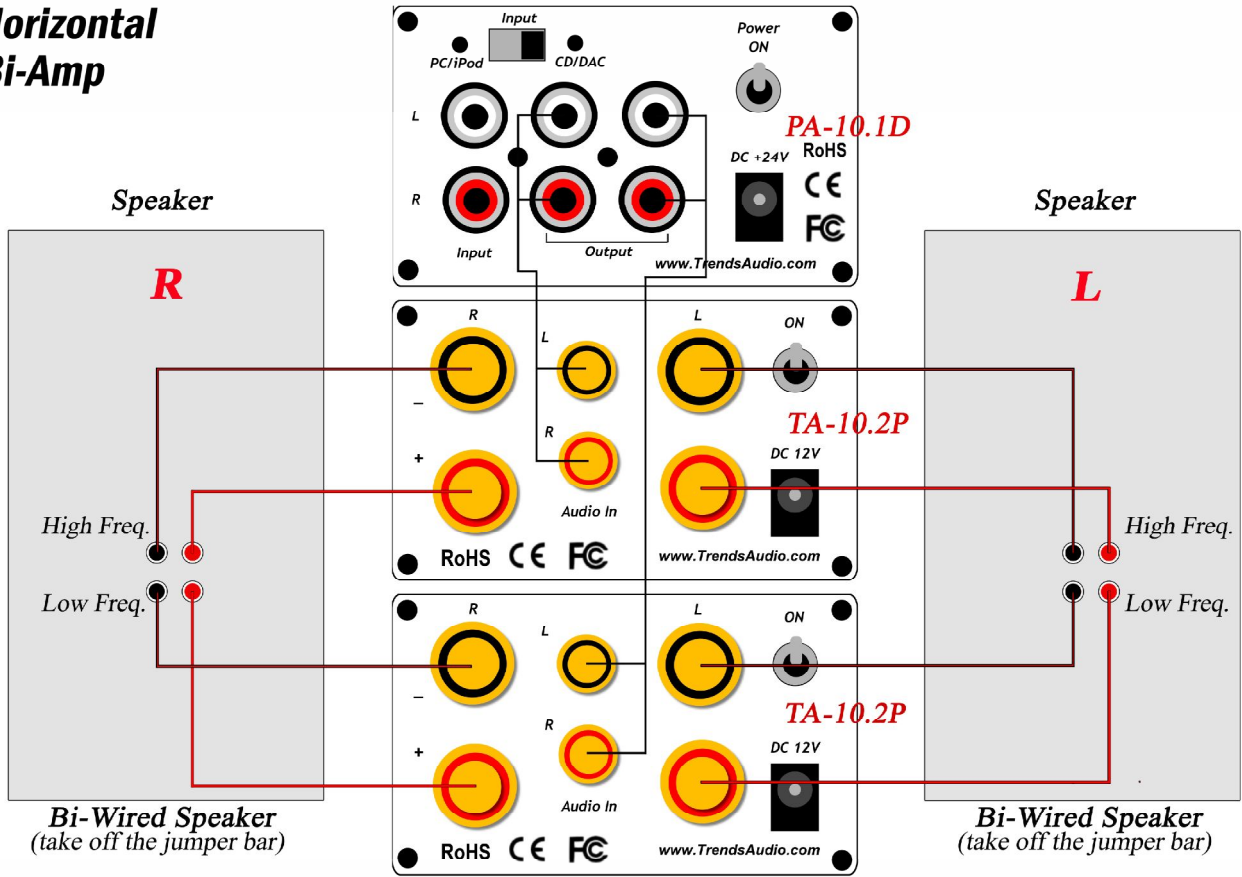 Horizontal
Bi-Amp
Input
PC/iPod
CD/DAC
Power
ON
L
PA-10.1D
DC +24V
RoHS
CE
R
FC
Input
Output
www.TrendsAudio.com
Speaker
R
High Freq.
Low Freq.
Bi-Wired Speaker
(take off the jumper bar)
R
L
L
ON
−
TA-10.2P
R
+
DC 12V
Audio In
RoHS CE FC
www.TrendsAudio.com
R
L
L
ON
−
TA-10.2P
R
+
DC 12V
Audio In
RoHS CE FC
www.TrendsAudio.com
Speaker
L
High Freq.
Low Freq.
Bi-Wired Speaker
(take off the jumper bar)